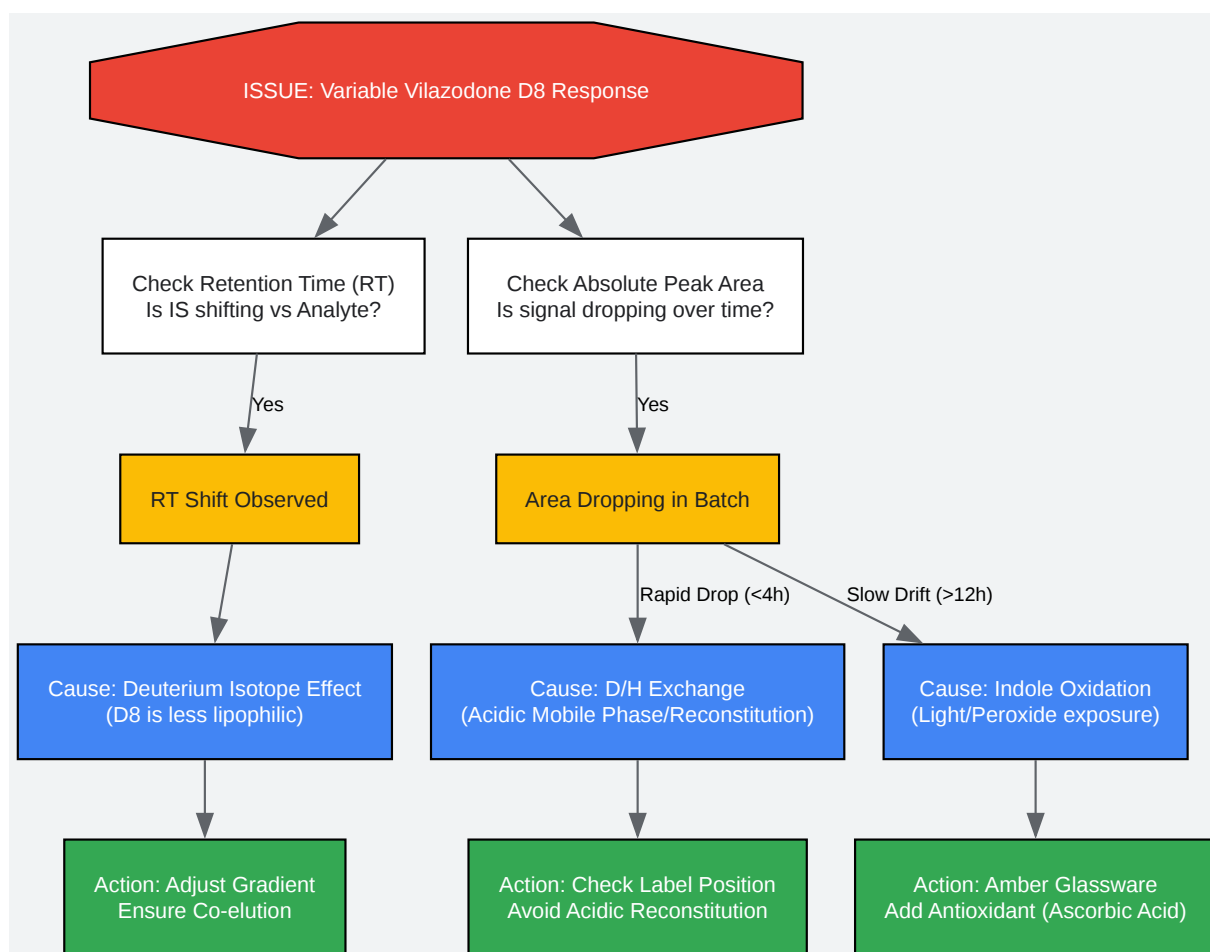 ISSUE: Variable Vilazodone D8 Response
Check Retention Time (RT)
Is IS shifting vs Analyte?
Check Absolute Peak Area
Is signal dropping over time?
Yes
Yes
RT Shift Observed
Area Dropping in Batch
Rapid Drop (<4h)
Slow Drift (>12h)
Cause: Deuterium Isotope Effect
(D8 is less lipophilic)
Cause: D/H Exchange
(Acidic Mobile Phase/Reconstitution)
Cause: Indole Oxidation
(Light/Peroxide exposure)
Action: Adjust Gradient
Ensure Co-elution
Action: Check Label Position
Avoid Acidic Reconstitution
Action: Amber Glassware
Add Antioxidant (Ascorbic Acid)